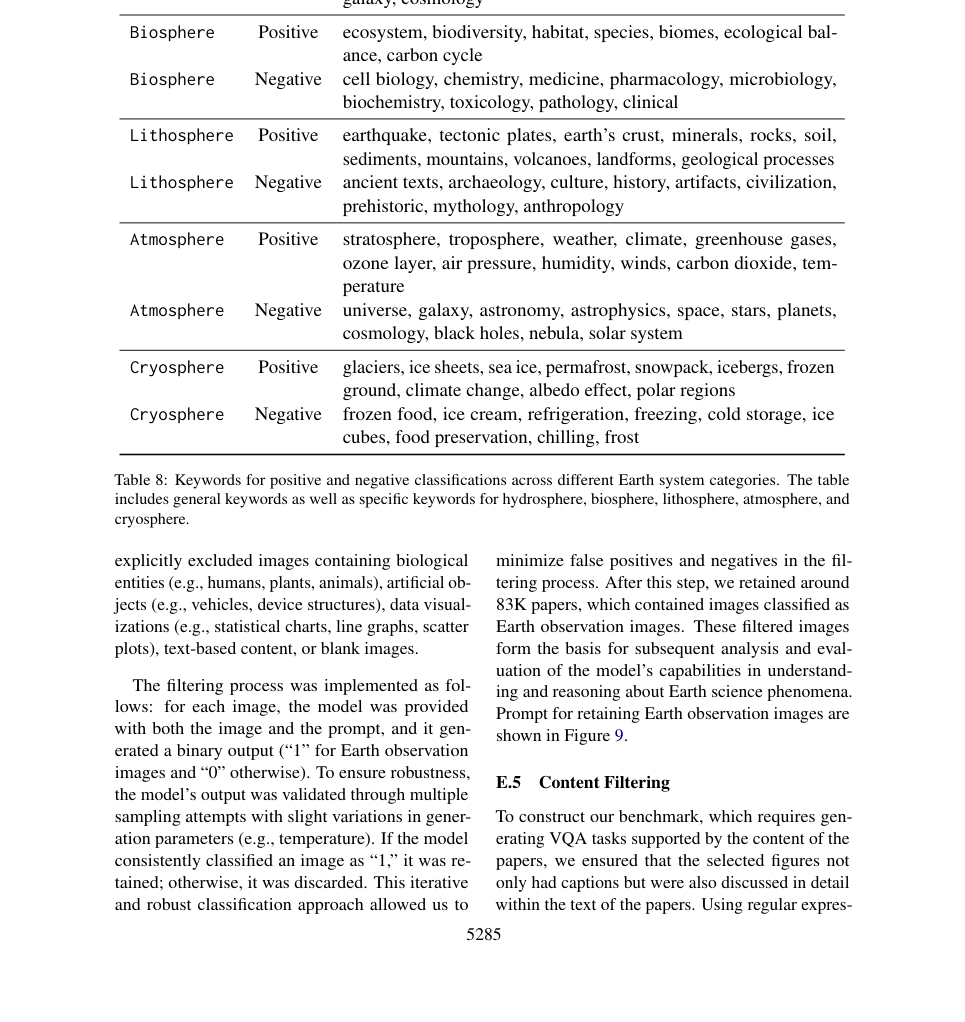 galaxy, cosmology
Biosphere Positive ecosystem, biodiversity, habitat, species, biomes, ecological bal-
ance, carbon cycle
Biosphere Negative cell biology, chemistry, medicine, pharmacology, microbiology,
biochemistry, toxicology, pathology, clinical
Lithosphere Positive earthquake, tectonic plates, earth's crust, minerals, rocks, soil,
sediments, mountains, volcanoes, landforms, geological processes
Lithosphere Negative ancient texts, archaeology, culture, history, artifacts, civilization,
prehistoric, mythology, anthropology
Atmosphere Positive stratosphere, troposphere, weather, climate, greenhouse gases,
ozone layer, air pressure, humidity, winds, carbon dioxide, tem-
perature
Atmosphere Negative universe, galaxy, astronomy, astrophysics, space, stars, planets,
cosmology, black holes, nebula, solar system
Cryosphere Positive glaciers, ice sheets, sea ice, permafrost, snowpack, icebergs, frozen
ground, climate change, albedo effect, polar regions
Cryosphere Negative frozen food, ice cream, refrigeration, freezing, cold storage, ice
cubes, food preservation, chilling, frost
Table 8: Keywords for positive and negative classifications across different Earth system categories. The table
includes general keywords as well as specific keywords for hydrosphere, biosphere, lithosphere, atmosphere, and
cryosphere.
explicitly excluded images containing biological
entities (e.g., humans, plants, animals), artificial ob-
jects (e.g., vehicles, device structures), data visual-
izations (e.g., statistical charts, line graphs, scatter
plots), text-based content, or blank images.
The filtering process was implemented as fol-
lows: for each image, the model was provided
with both the image and the prompt, and it gen-
erated a binary output ("1" for Earth observation
images and "0" otherwise). To ensure robustness,
the model's output was validated through multiple
sampling attempts with slight variations in gener-
ation parameters (e.g., temperature). If the model
consistently classified an image as "1," it was re-
tained; otherwise, it was discarded. This iterative
and robust classification approach allowed us to
minimize false positives and negatives in the fil-
tering process. After this step, we retained around
83K papers, which contained images classified as
Earth observation images. These filtered images
form the basis for subsequent analysis and eval-
uation of the model's capabilities in understand-
ing and reasoning about Earth science phenomena.
Prompt for retaining Earth observation images are
shown in Figure 9.
E.5 Content Filtering
To construct our benchmark, which requires gen-
erating VQA tasks supported by the content of the
papers, we ensured that the selected figures not
only had captions but were also discussed in detail
within the text of the papers. Using regular expres-
5285